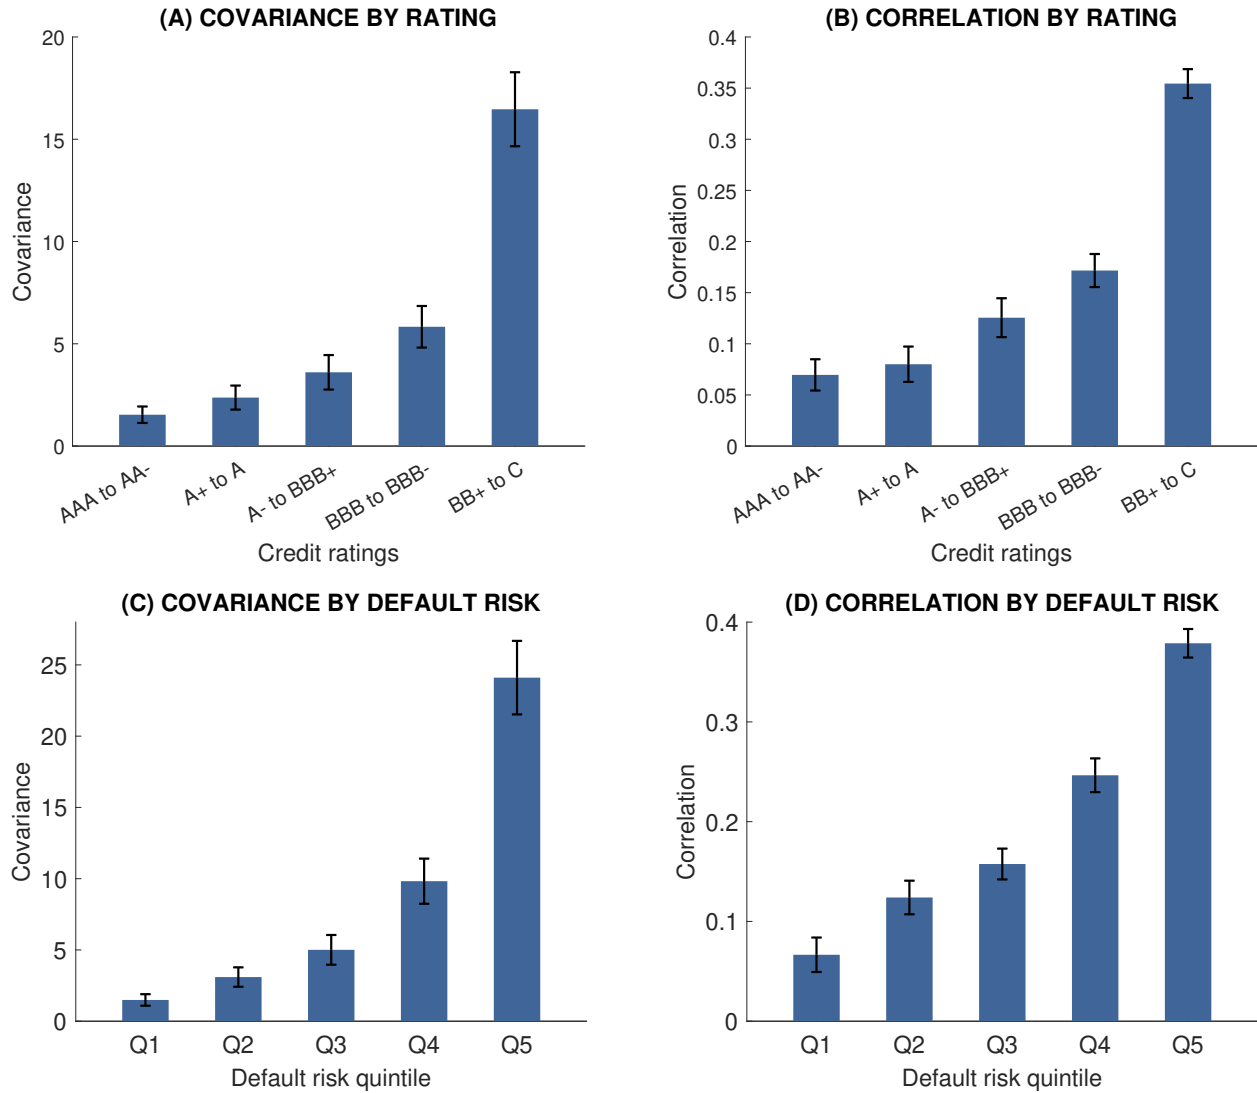 (A) COVARIANCE BY RATING
20
15
10
5
0
Covariance
AAA to AA-
A+ to A
A- to BBB+
BBB to BBB-
BB+ to C
Credit ratings
(B) CORRELATION BY RATING
0.4
0.35
0.3
0.25
0.2
0.15
0.1
0.05
0
Correlation
AAA to AA-
A+ to A
A- to BBB+
BBB to BBB-
BB+ to C
Credit ratings
(C) COVARIANCE BY DEFAULT RISK
25
20
15
10
5
0
Covariance
Q1 Q2 Q3 Q4 Q5
Default risk quintile
(D) CORRELATION BY DEFAULT RISK
0.4
0.3
0.2
0.1
0
Correlation
Q1 Q2 Q3 Q4 Q5
Default risk quintile